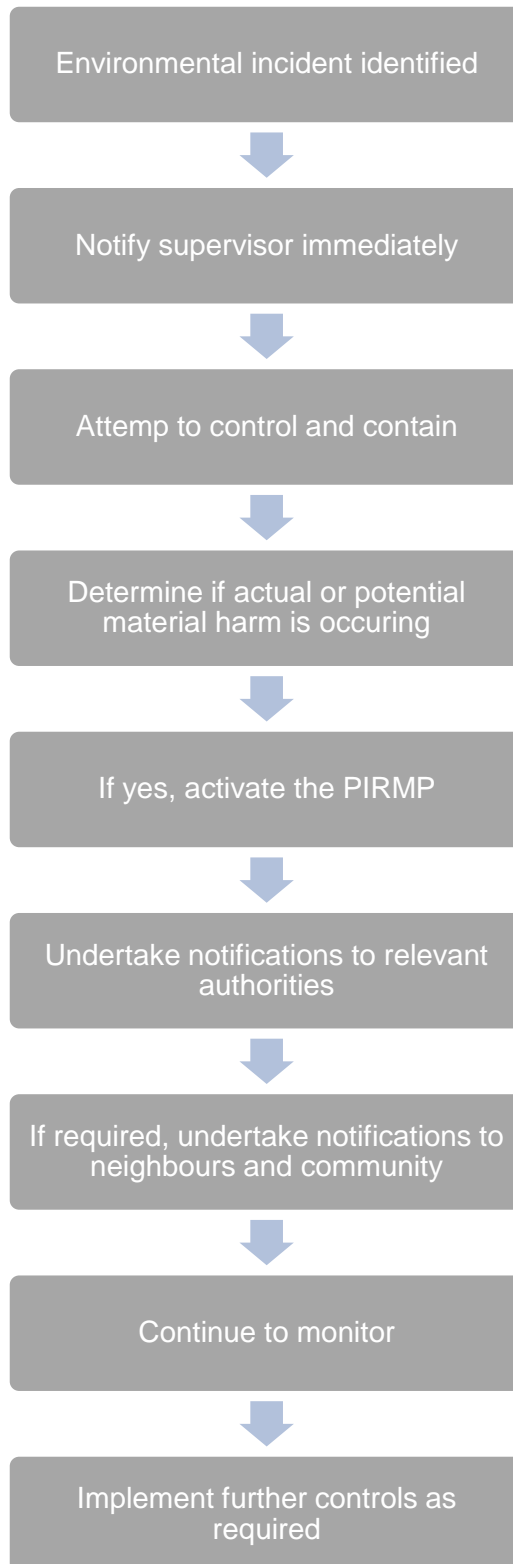 Environmental incident identified
Notify supervisor immediately
Attemp to control and contain
Determine if actual or potential
material harm is occuring
If yes, activate the PIRMP
Undertake notifications to relevant
authorities
If required, undertake notifications to
neighbours and community
Continue to monitor
Implement further controls as
required